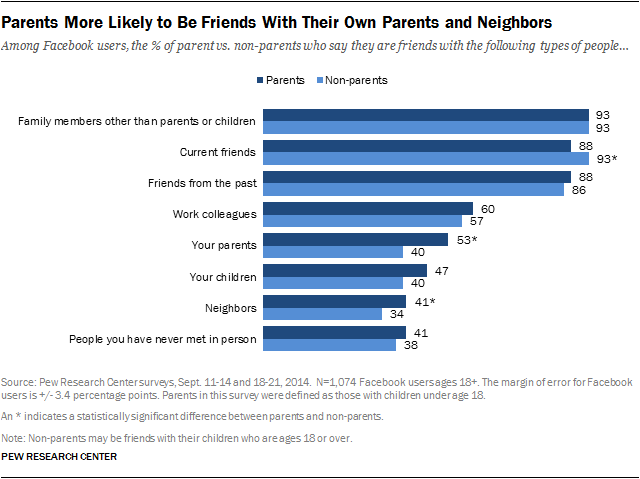 Parents More Likely to Be Friends With Their Own Parents and Neighbors
Among Facebook users, the % of parent vs. non-parents who say they are friends with the following types of people...
Parents
Non-parents
Family members other than parents or children
93
93
Current friends
88
93*
Friends from the past
88
86
Work colleagues
60
57
Your parents
53*
40
Your children
47
40
Neighbors
41*
34
People you have never met in person
41
38
Source: Pew Research Center surveys, Sept. 11-14 and 18-21, 2014. N=1,074 Facebook users ages 18+. The margin of error for Facebook
users is +/- 3.4 percentage points. Parents in this survey were defined as those with children under age 18.
An * indicates a statistically significant difference between parents and non-parents.
Note: Non-parents may be friends with their children who are ages 18 or over.
PEW RESEARCH CENTER